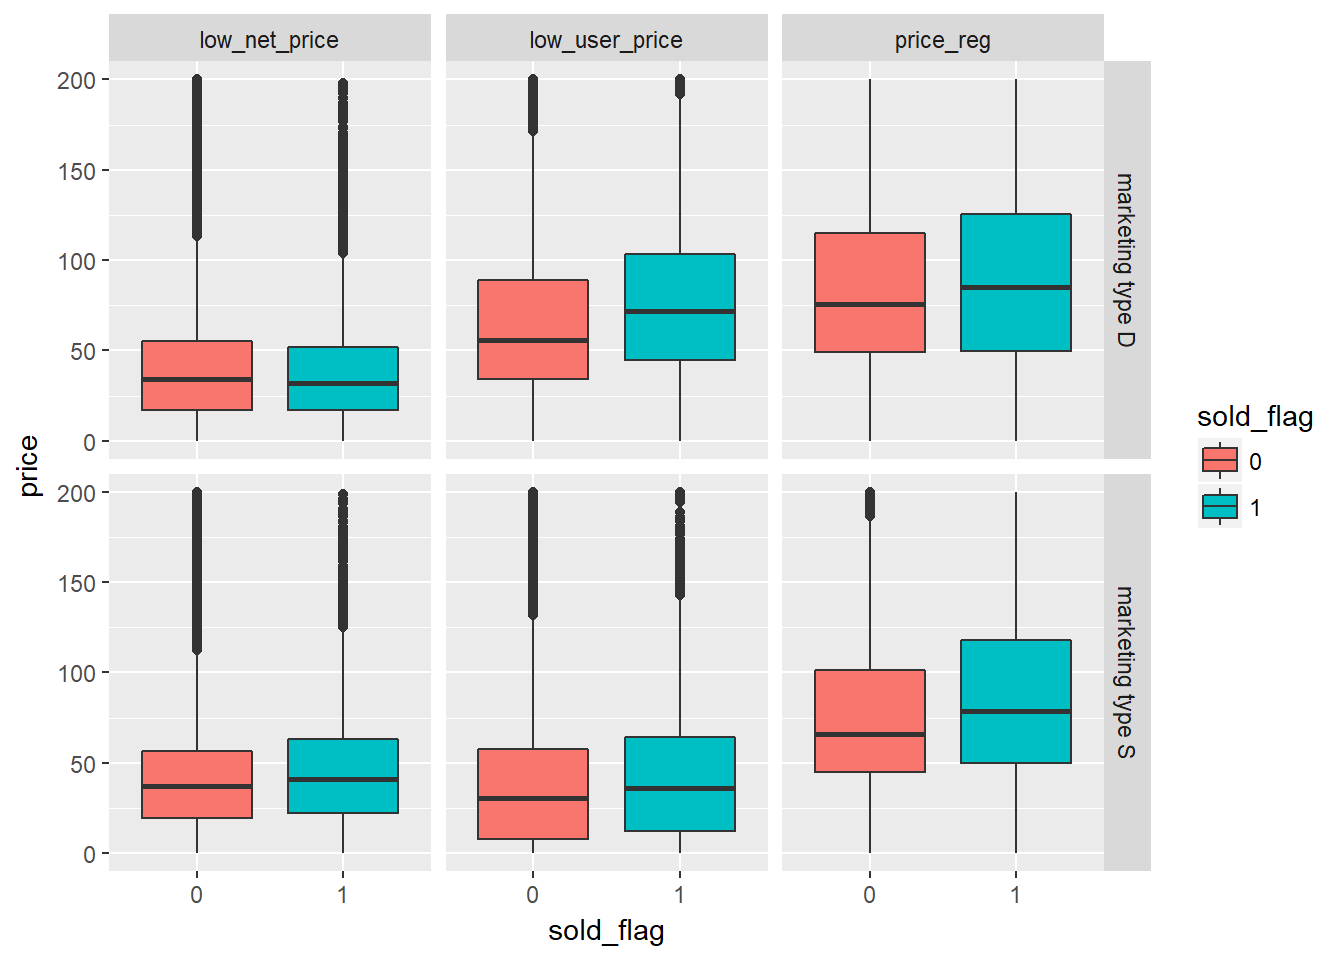 low_net_price
low_user_price
price_reg
200
150
100
50
0
marketing type D
price
200
150
100
50
0
marketing type S
0
1
0
1
0
1
sold_flag
sold_flag
0
1